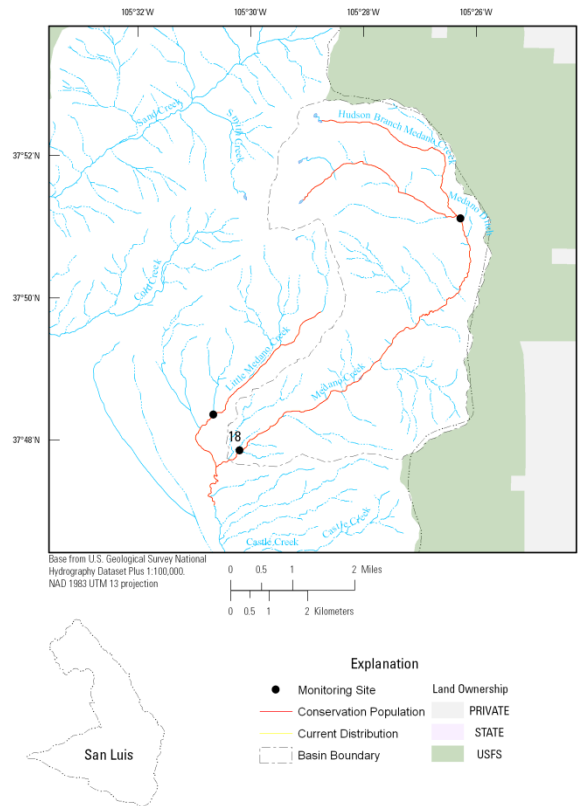 105°32'W 105°30'W 105°28'W 105°26'W
Sand Creek
Smith Creek
Hudson Branch Medano Creek
37°52'N
Medano Ditch
Cold Creek
37°50'N
Little Medano Creek
Medano Creek
37°48'N
18
Castle Creek
Castle Creek
Base from U.S. Geological Survey National
Hydrography Dataset Plus 1:100,000.
NAD 1983 UTM 13 projection
0 0.5 1 2 Miles
0 0.5 1 2 Kilometers
Explanation
Monitoring Site
Conservation Population
Current Distribution
Basin Boundary
Land Ownership
PRIVATE
STATE
USFS
San Luis